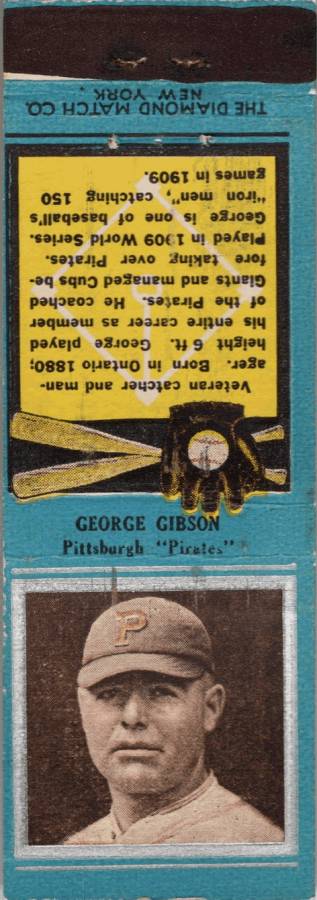 THE DIAMOND MATCH CO.
NEW YORK.
Veteran catcher and man-
ager. Born in Ontario 1880;
height 6 ft. George played
his entire career as member
of the Pirates. He coached
Giants and managed Cubs be-
fore taking over Pirates.
Played in 1909 World Series.
George is one of baseball's
"iron men", catching 150
games in 1909.
GEORGE GIBSON
Pittsburgh "Pirates"
P